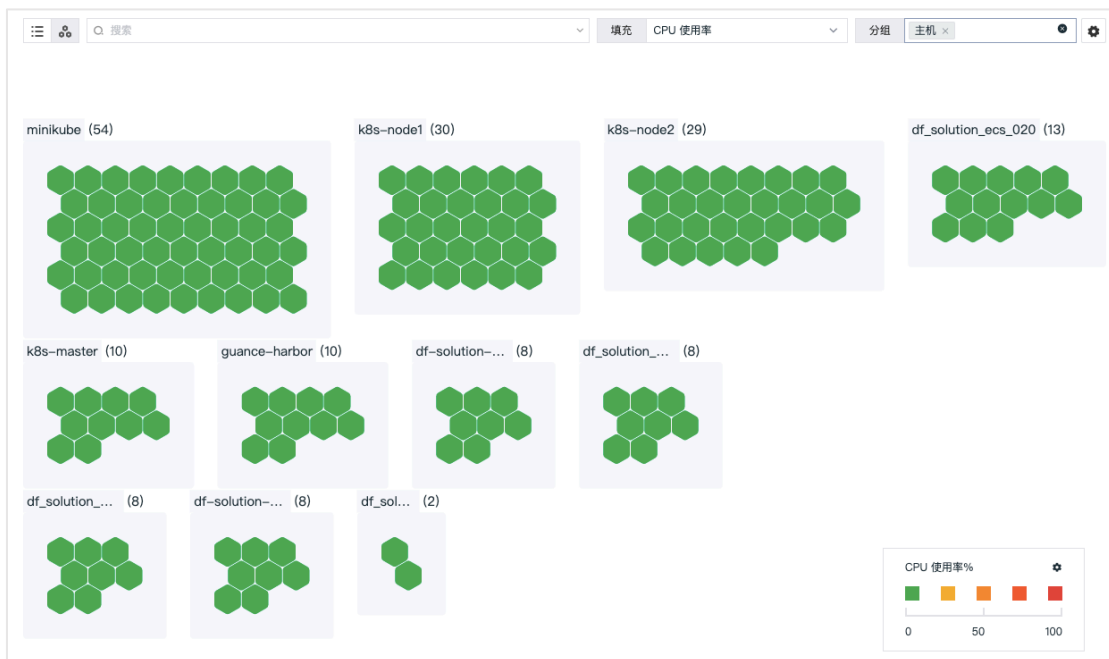 搜索 填充 CPU 使用率 分组 主机 ×
minikube (54) k8s-node1 (30) k8s-node2 (29) df_solution_ecs_020 (13)
k8s-master (10) guance-harbor (10) df-solution-... (8) df_solution_... (8)
df_solution_... (8) df-solution-... (8) df_sol... (2)
CPU 使用率%
0 50 100